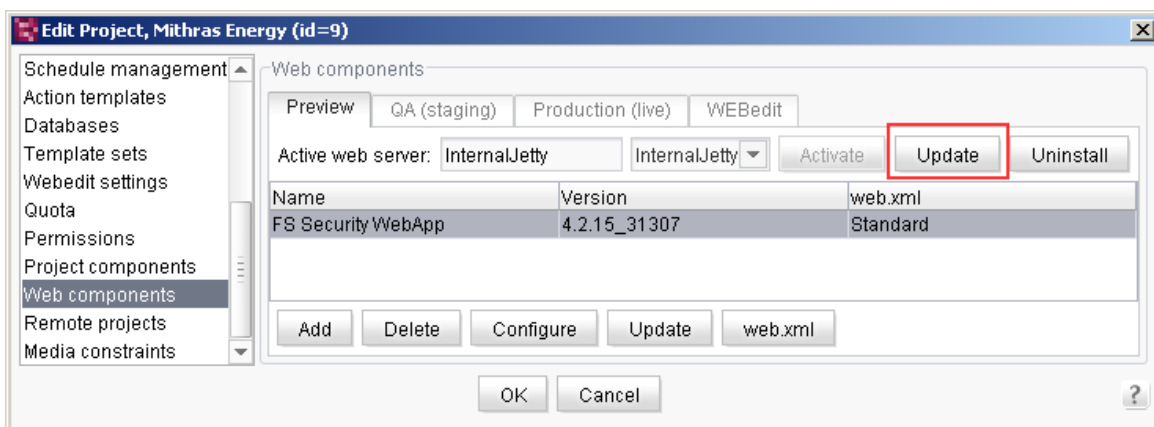 Edit Project, Mithras Energy (id=9)
Schedule management
Action templates
Databases
Template sets
Webedit settings
Quota
Permissions
Project components
Web components
Remote projects
Media constraints
Web components
Preview QA (staging) Production (live) WEBedit
Active web server: InternalJetty InternalJetty Activate Update Uninstall
Name Version web.xml
FS Security WebApp 4.2.15_31307 Standard
Add Delete Configure Update web.xml
OK Cancel ?